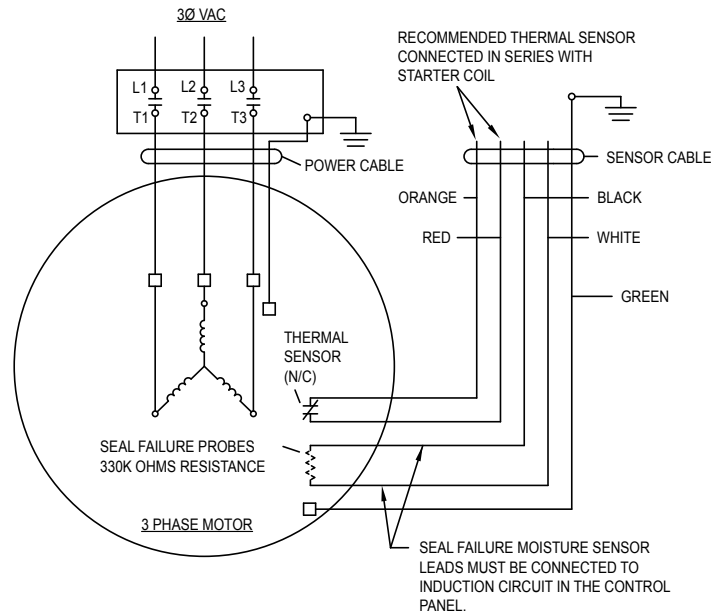 3Ø VAC
L1
L2
L3
T1
T2
T3
POWER CABLE
RECOMMENDED THERMAL SENSOR
CONNECTED IN SERIES WITH
STARTER COIL
SENSOR CABLE
ORANGE
BLACK
RED
WHITE
GREEN
THERMAL
SENSOR
(N/C)
SEAL FAILURE PROBES
330K OHMS RESISTANCE
3 PHASE MOTOR
SEAL FAILURE MOISTURE SENSOR
LEADS MUST BE CONNECTED TO
INDUCTION CIRCUIT IN THE CONTROL
PANEL.